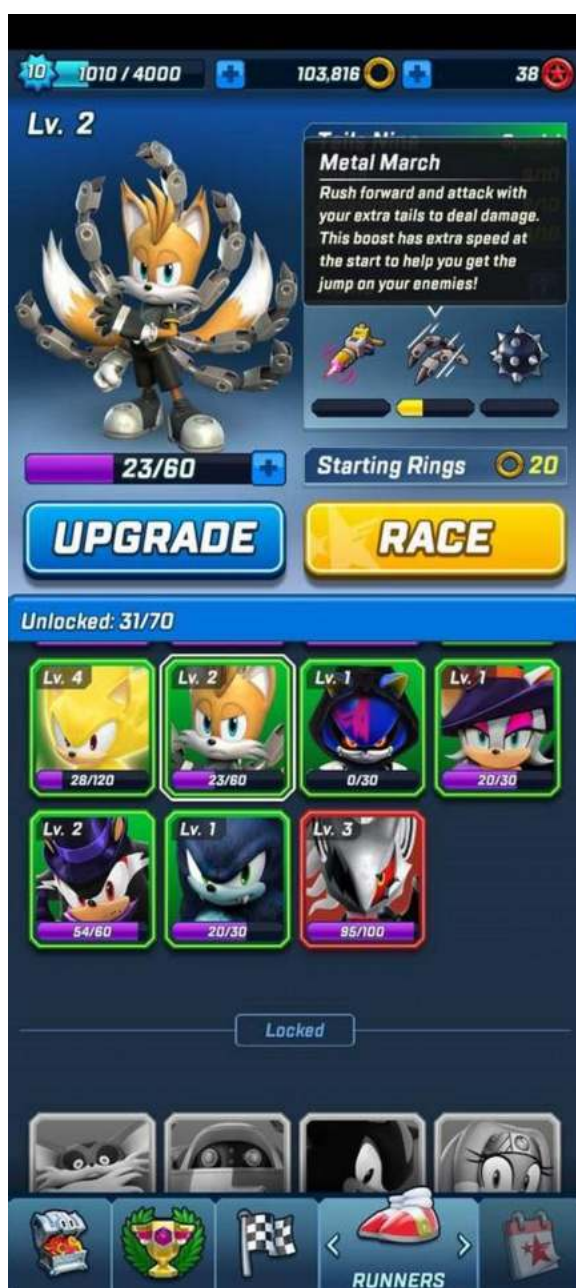 10 1010 / 4000 103,816 38
Lv. 2
Metal March
Rush forward and attack with
your extra tails to deal damage.
This boost has extra speed at
the start to help you get the
jump on your enemies!
23/60
Starting Rings 20
UPGRADE RACE
Unlocked: 31/70
Lv. 4 Lv. 2 Lv. 1 Lv. 1
28/120 23/60 0/30 20/30
Lv. 2 Lv. 1 Lv. 3
54/60 20/30 95/100
Locked
RUNNERS